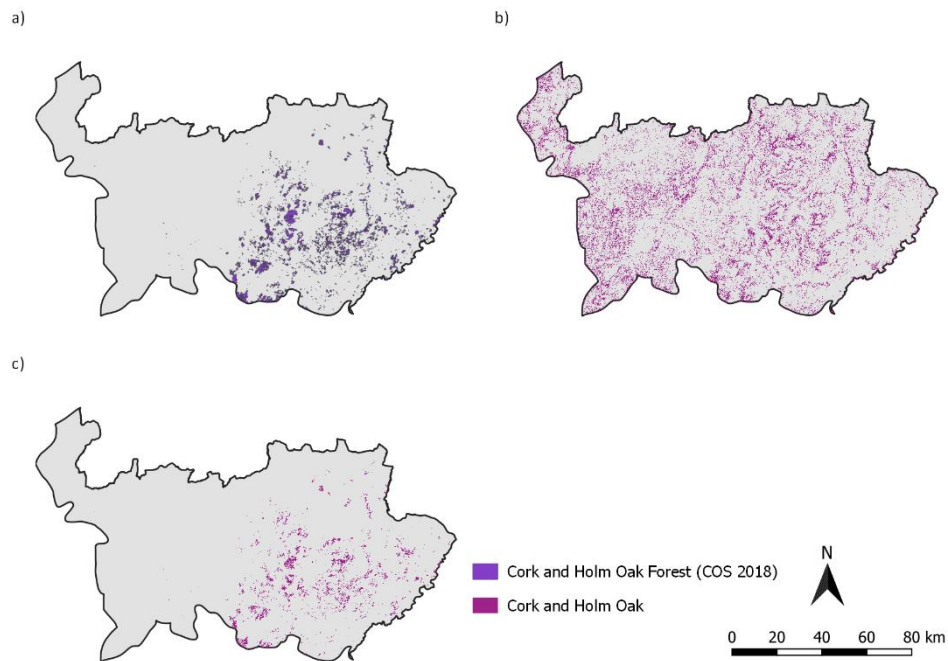 a)
b)
c)
Cork and Holm Oak Forest (COS 2018)
Cork and Holm Oak
N
0 20 40 60 80 km